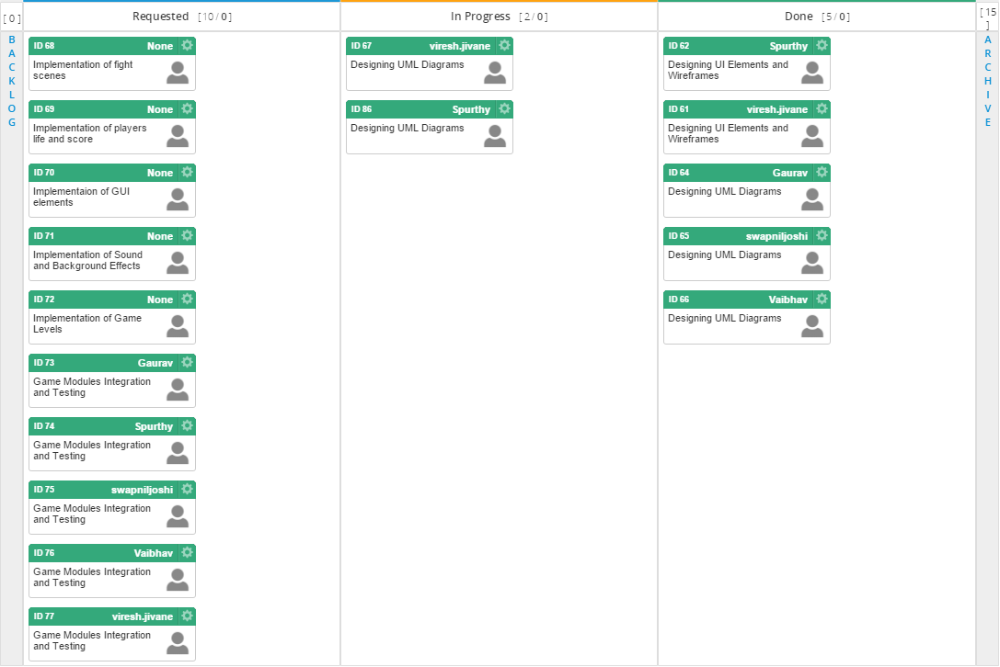 [ 0 ]
BACKLOG
Requested [ 10 / 0 ]
ID 68 None
Implementation of fight
scenes
ID 69 None
Implementation of players
life and score
ID 70 None
Implementaion of GUI
elements
ID 71 None
Implementation of Sound
and Background Effects
ID 72 None
Implementation of Game
Levels
ID 73 Gaurav
Game Modules Integration
and Testing
ID 74 Spurthy
Game Modules Integration
and Testing
ID 75 swapniljoshi
Game Modules Integration
and Testing
ID 76 Vaibhav
Game Modules Integration
and Testing
ID 77 viresh.jivane
Game Modules Integration
and Testing
In Progress [ 2 / 0 ]
ID 67 viresh.jivane
Designing UML Diagrams
ID 86 Spurthy
Designing UML Diagrams
Done [ 5 / 0 ]
ID 62 Spurthy
Designing UI Elements and
Wireframes
ID 61 viresh.jivane
Designing UI Elements and
Wireframes
ID 64 Gaurav
Designing UML Diagrams
ID 65 swapniljoshi
Designing UML Diagrams
ID 66 Vaibhav
Designing UML Diagrams
[ 15
]
ARCHIVE